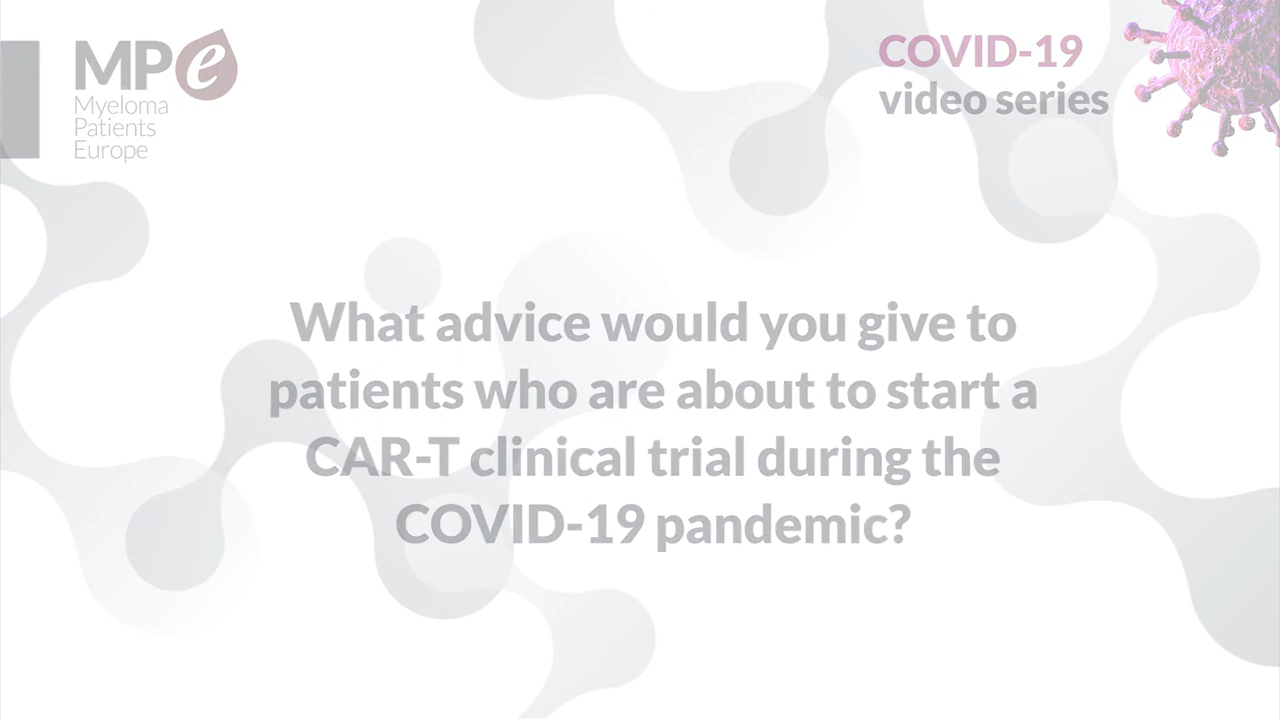 MPe
Myeloma
Patients
Europe
COVID-19
video series
What advice would you give to
patients who are about to start a
CAR-T clinical trial during the
COVID-19 pandemic?